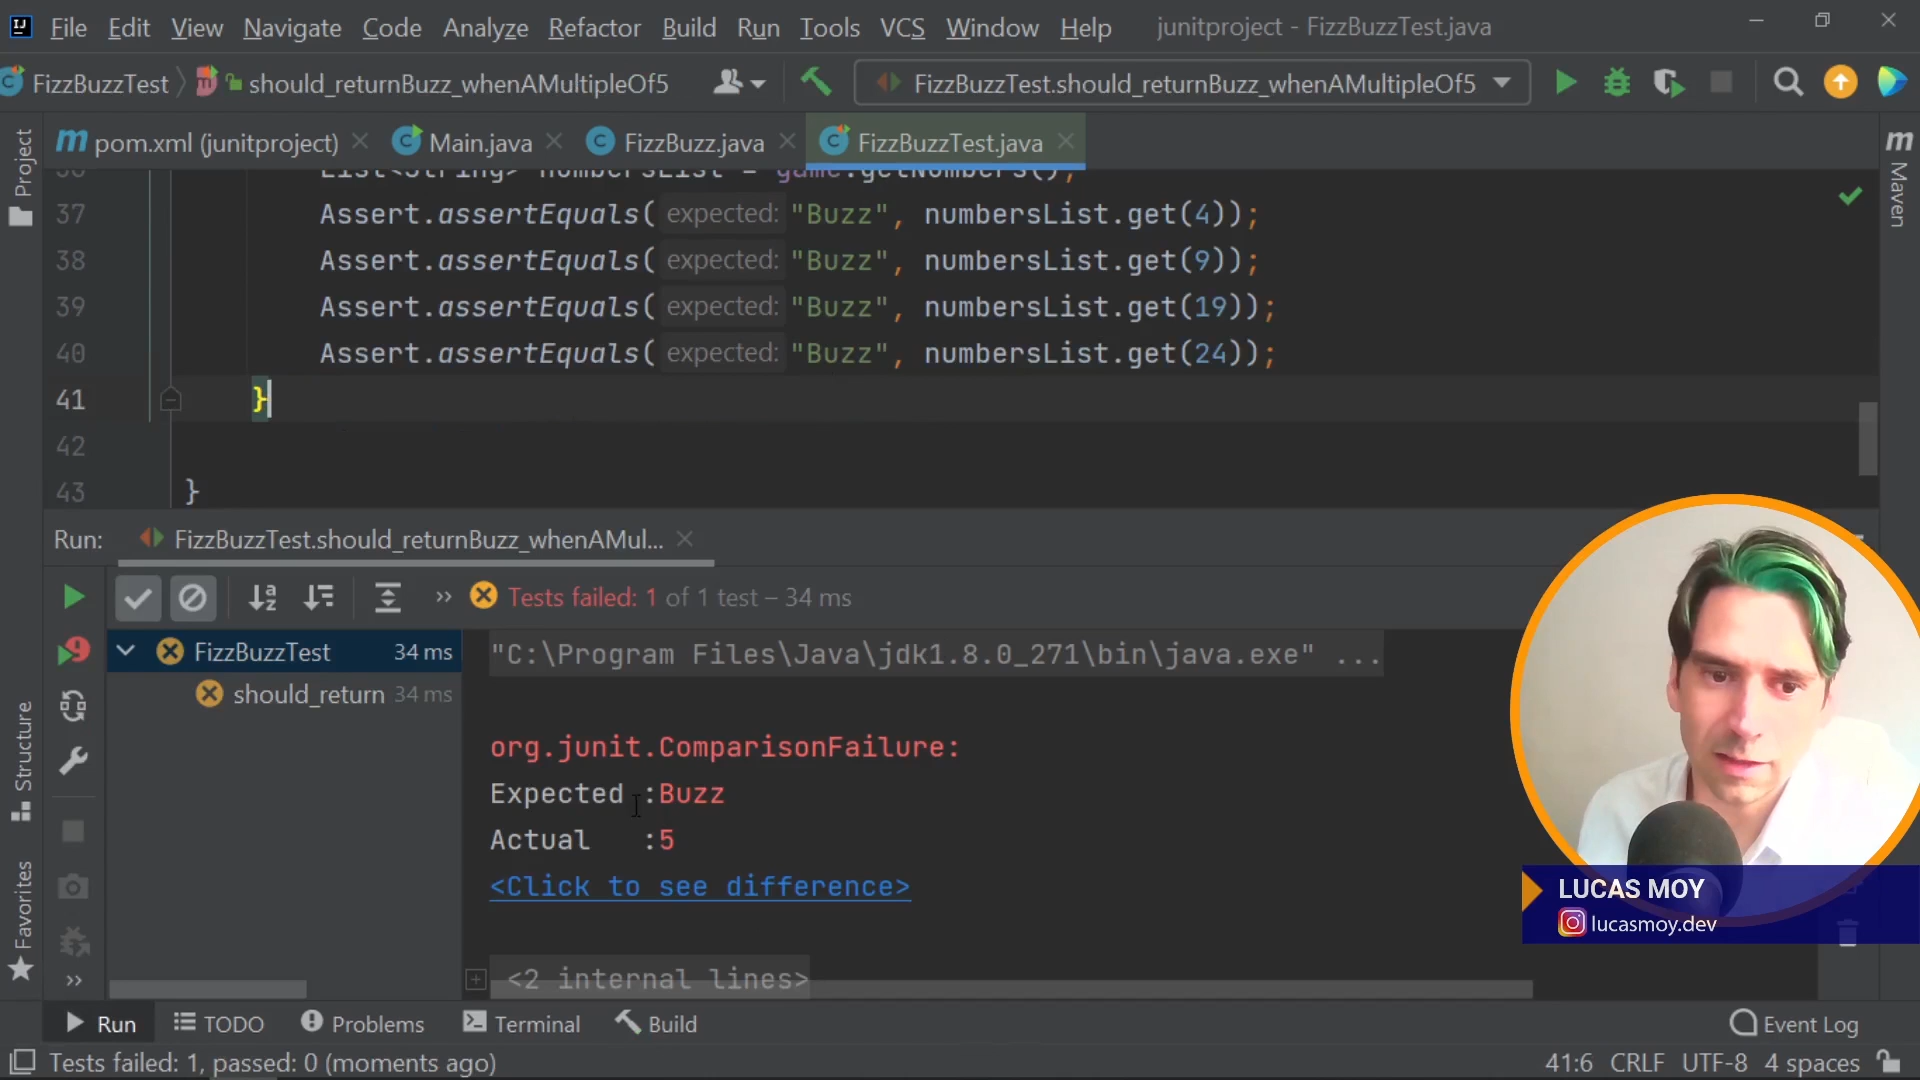 File Edit View Navigate Code Analyze Refactor Build Run Tools VCS Window Help junitproject - FizzBuzzTest.java
FizzBuzzTest should_returnBuzz_whenAMultipleOf5 FizzBuzzTest.should_returnBuzz_whenAMultipleOf5
pom.xml (junitproject) Main.java FizzBuzz.java FizzBuzzTest.java
Project
Maven
36 List<String> numbersList = game.getNumbers();
37 Assert.assertEquals( expected: "Buzz", numbersList.get(4));
38 Assert.assertEquals( expected: "Buzz", numbersList.get(9));
39 Assert.assertEquals( expected: "Buzz", numbersList.get(19));
40 Assert.assertEquals( expected: "Buzz", numbersList.get(24));
41 }
42
43 }
Run: FizzBuzzTest.should_returnBuzz_whenAMul...
Tests failed: 1 of 1 test – 34 ms
FizzBuzzTest 34 ms
should_return 34 ms
"C:\Program Files\Java\jdk1.8.0_271\bin\java.exe" ...
org.junit.ComparisonFailure:
Expected :Buzz
Actual :5
<Click to see difference>
<2 internal lines>
Structure
Favorites
LUCAS MOY
lucasmoy.dev
Run TODO Problems Terminal Build Event Log
Tests failed: 1, passed: 0 (moments ago) 41:6 CRLF UTF-8 4 spaces